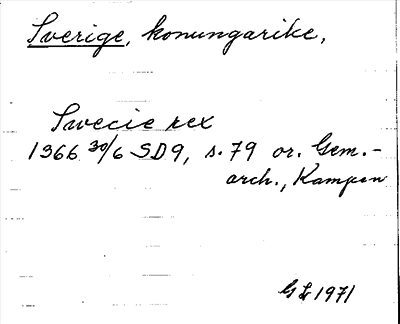 Sverige, konungarike,
Swecie rex
1366 30/6 SD9, s. 79 or. Gem.-
arch., Kampen
GL 1971